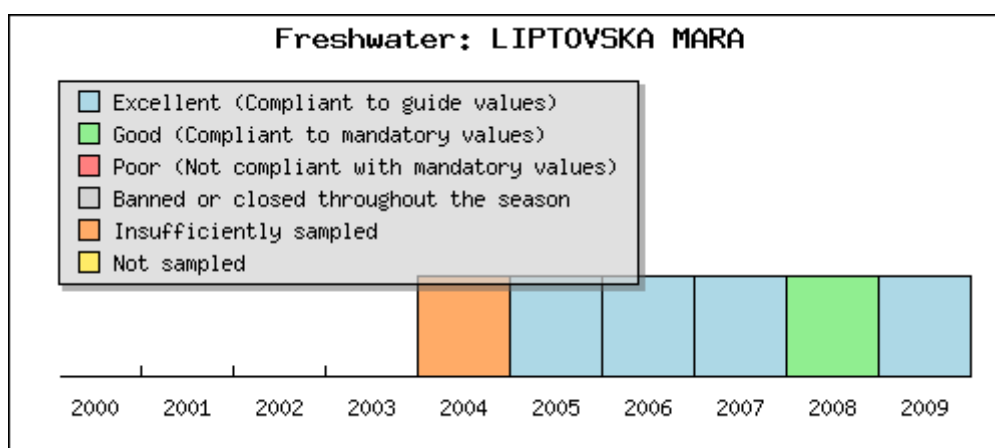 Freshwater: LIPTOVSKA MARA
Excellent (Compliant to guide values)
Good (Compliant to mandatory values)
Poor (Not compliant with mandatory values)
Banned or closed throughout the season
Insufficiently sampled
Not sampled
2000 2001 2002 2003 2004 2005 2006 2007 2008 2009